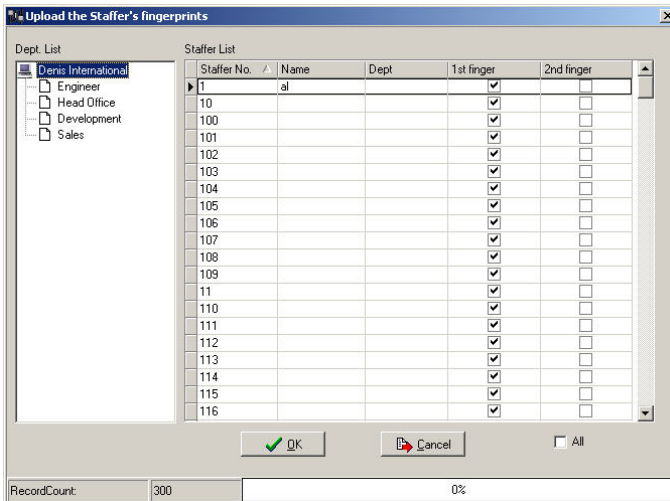 Upload the Staffer's fingerprints
Dept. List
Staffer List
Denis International
Engineer
Head Office
Development
Sales
Staffer No. Name Dept 1st finger 2nd finger
1 al
10
100
101
102
103
104
105
106
107
108
109
11
110
111
112
113
114
115
116
OK Cancel All
RecordCount: 300 0%